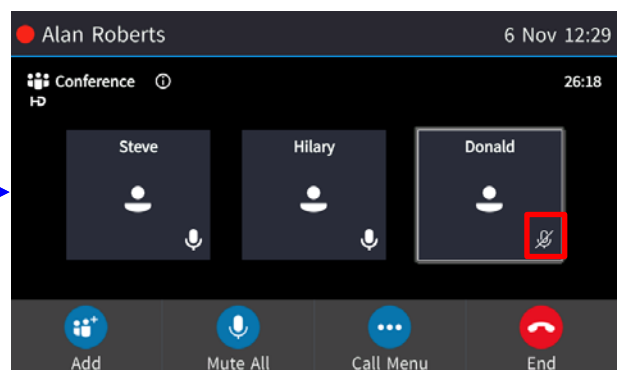 Alan Roberts 6 Nov 12:29
Conference 26:18
HD
Steve Hilary Donald
Add Mute All Call Menu End